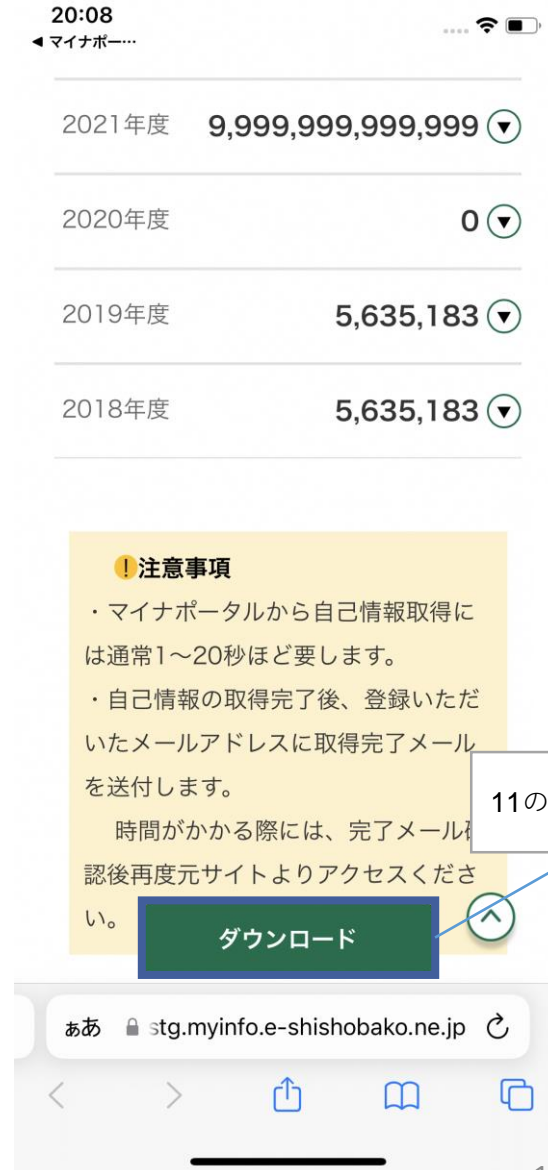 20:08
◀ マイナポー…
2021年度 9,999,999,999,999
2020年度 0
2019年度 5,635,183
2018年度 5,635,183
!注意事項
・マイナポータルから自己情報取得に
は通常1〜20秒ほど要します。
・自己情報の取得完了後、登録いただ
いたメールアドレスに取得完了メール
を送付します。
時間がかかる際には、完了メール
認後再度元サイトよりアクセスくださ
い。
11の
ダウンロード
ぁあ stg.myinfo.e-shishobako.ne.jp